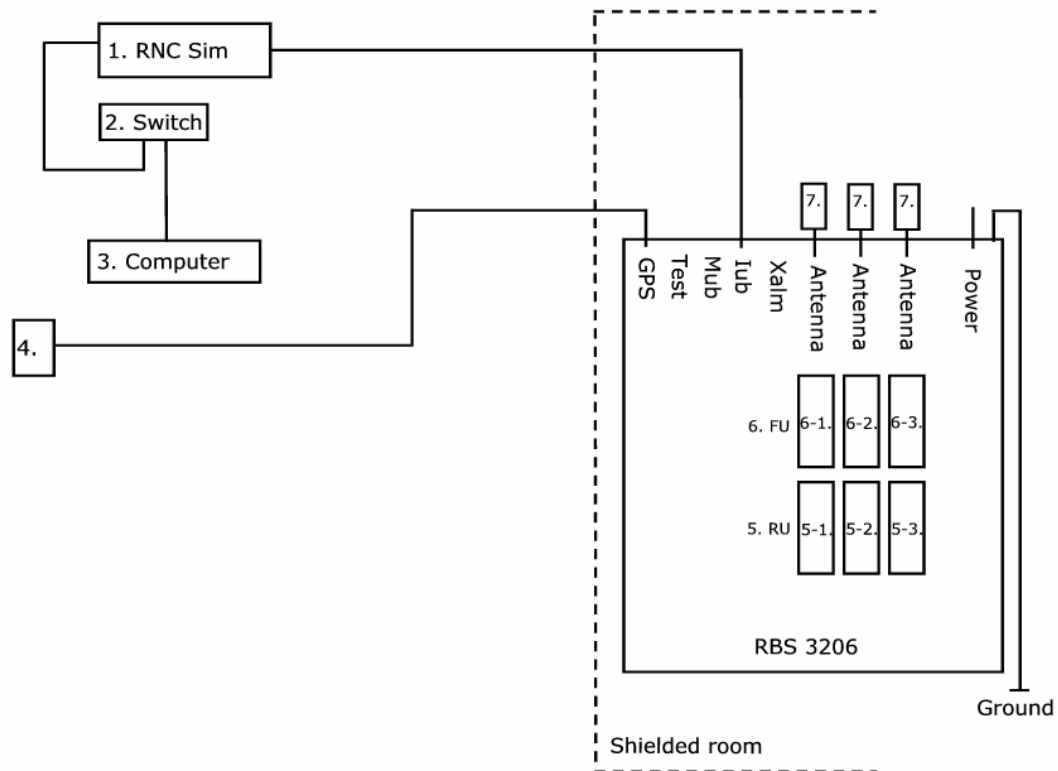 1. RNC Sim
2. Switch
3. Computer
4.
7.
7.
7.
GPS
Test
Mub
Iub
Xalm
Antenna
Antenna
Antenna
Power
6. FU
6-1.
6-2.
6-3.
5. RU
5-1.
5-2.
5-3.
RBS 3206
Ground
Shielded room